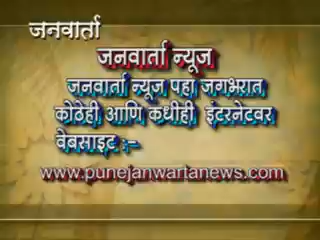 जनवार्ता
जनवार्ता न्यूज
जनवार्ता न्यूज पहा जगभरात
कोठेही आणि कधीही इंटरनेटवर
वेबसाइट :-
www.punejanwartanews.com